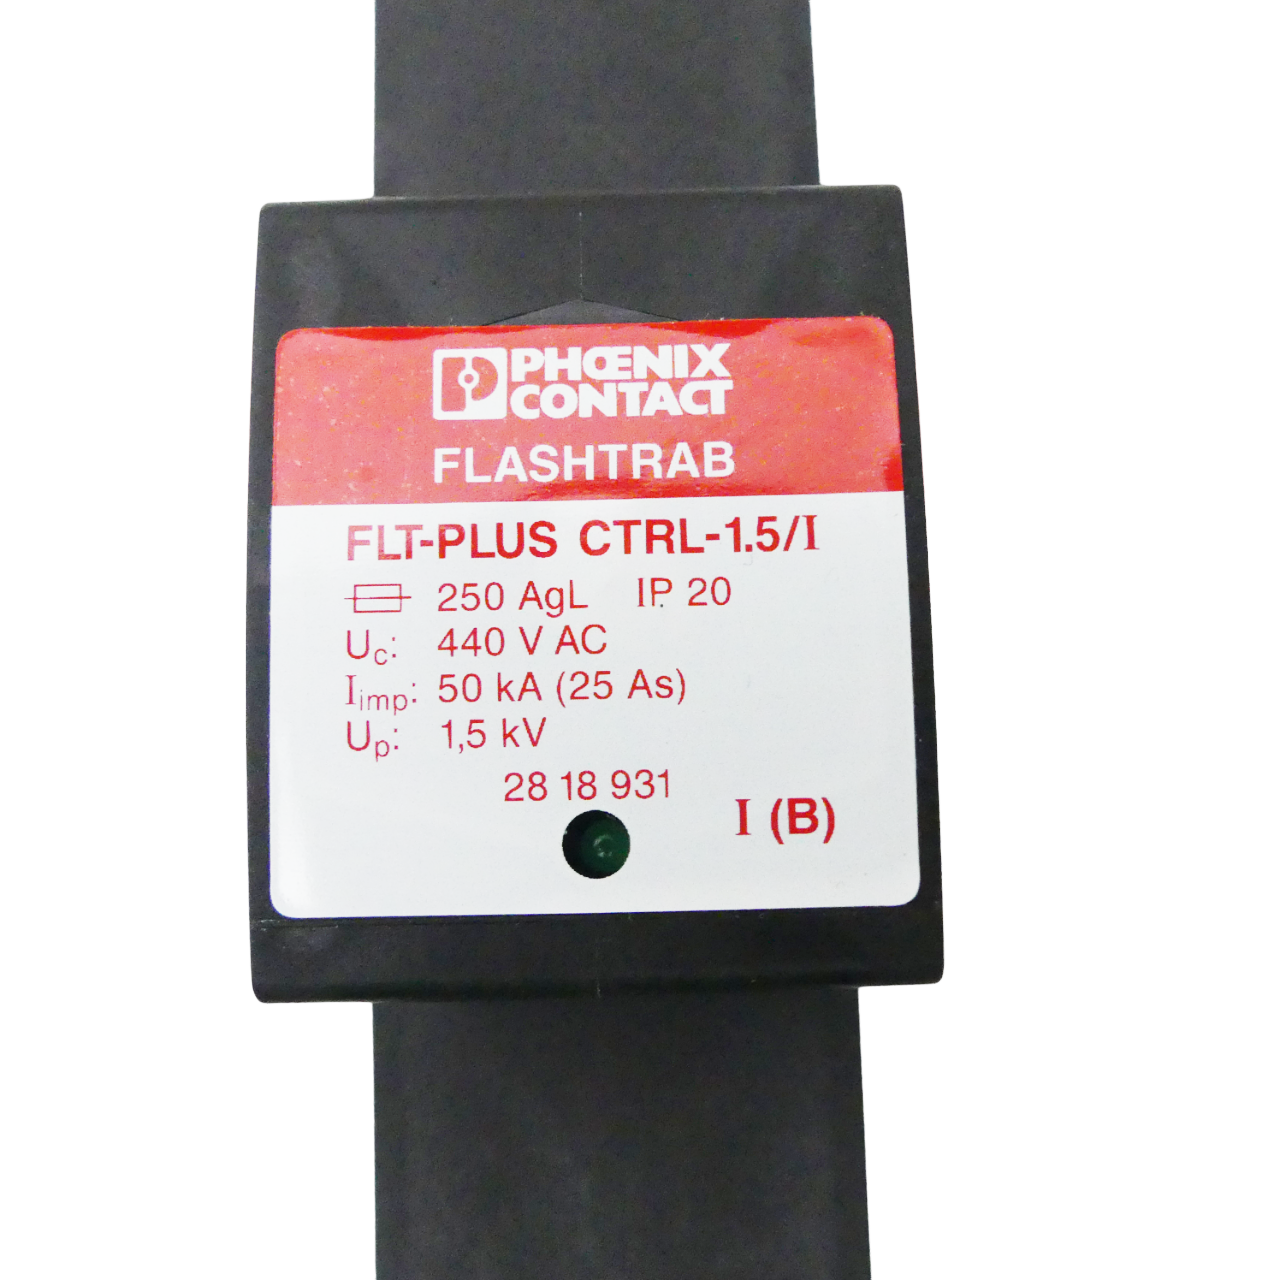 PHŒNIX
CONTACT
FLASHTRAB
FLT-PLUS CTRL-1.5/I
250 AgL IP 20
Uc: 440 V AC
Iimp: 50 kA (25 As)
Up: 1,5 kV
28 18 931
I (B)